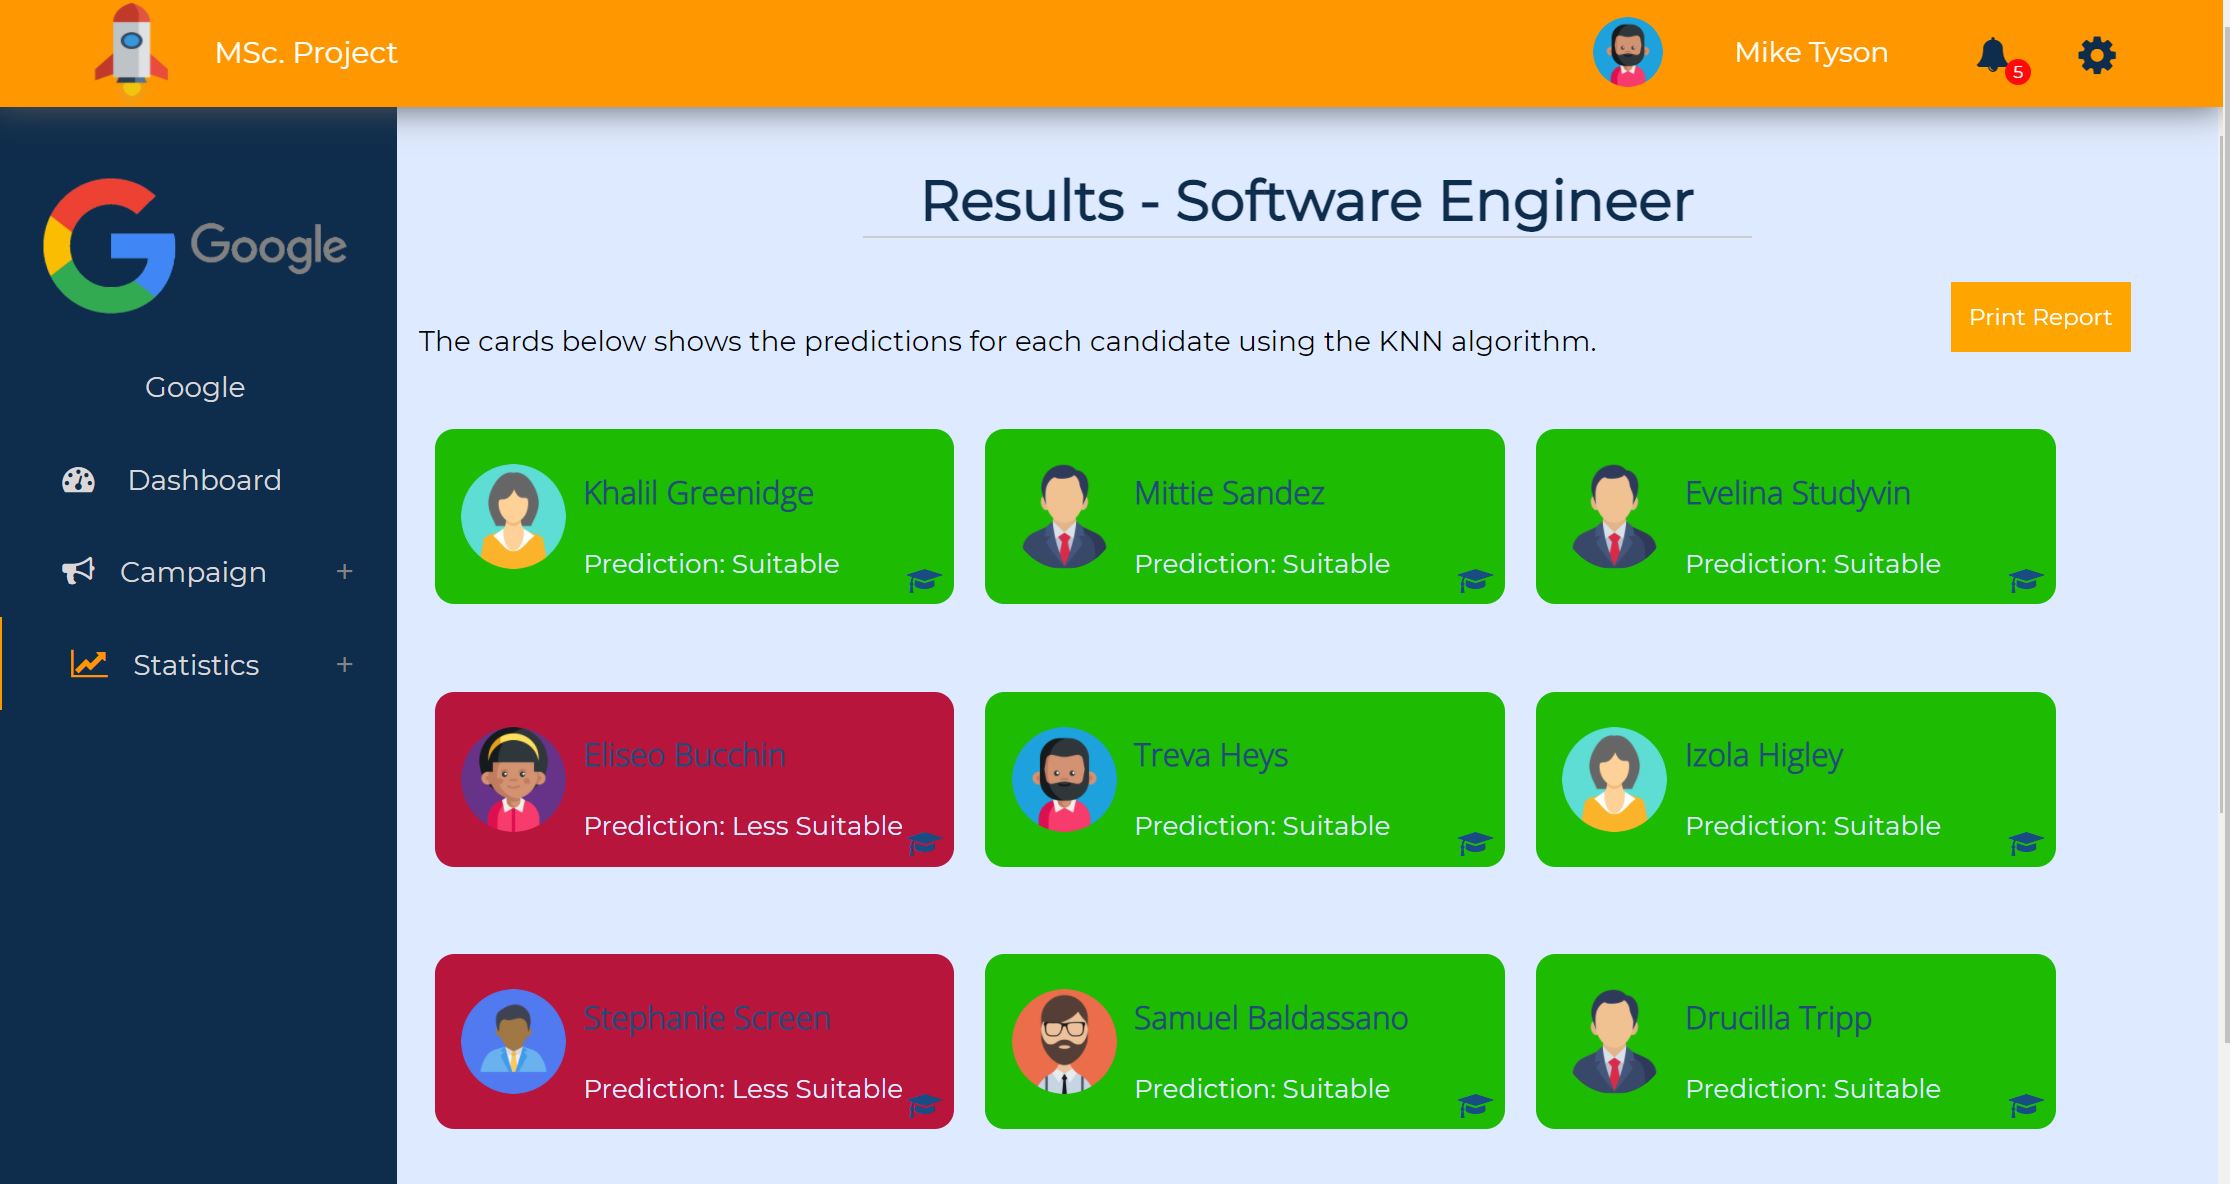 MSc. Project
Mike Tyson
5
Google
Google
Dashboard
Campaign +
Statistics +
Results - Software Engineer
Print Report
The cards below shows the predictions for each candidate using the KNN algorithm.
Khalil Greenidge
Prediction: Suitable
Mittie Sandez
Prediction: Suitable
Evelina Studyvin
Prediction: Suitable
Eliseo Bucchin
Prediction: Less Suitable
Treva Heys
Prediction: Suitable
Izola Higley
Prediction: Suitable
Stephanie Screen
Prediction: Less Suitable
Samuel Baldassano
Prediction: Suitable
Drucilla Tripp
Prediction: Suitable